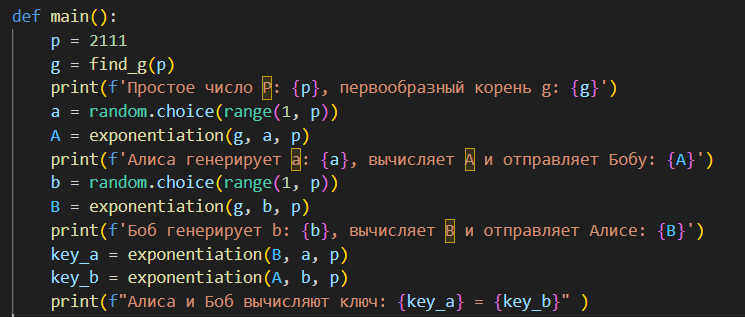 def main():
    p = 2111
    g = find_g(p)
    print(f'Простое число Р: {p}, первообразный корень g: {g}')
    a = random.choice(range(1, p))
    A = exponentiation(g, a, p)
    print(f'Алиса генерирует а: {a}, вычисляет А и отправляет Бобу: {A}')
    b = random.choice(range(1, p))
    B = exponentiation(g, b, p)
    print(f'Боб генерирует b: {b}, вычисляет В и отправляет Алисе: {B}')
    key_a = exponentiation(B, a, p)
    key_b = exponentiation(A, b, p)
    print(f"Алиса и Боб вычисляют ключ: {key_a} = {key_b}" )